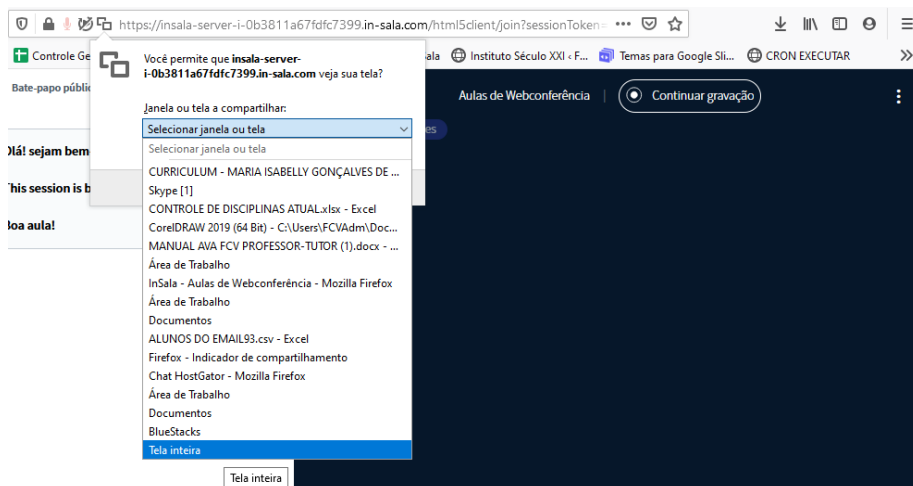 https://insala-server-i-0b3811a67fdfc7399.in-sala.com/html5client/join?sessionToken=
Controle Ge
ala
Instituto Século XXI ‹ F...
Temas para Google Sli...
CRON EXECUTAR
Bate-papo públi
Você permite que insala-server-
i-0b3811a67fdfc7399.in-sala.com veja sua tela?
Aulas de Webconferência
Continuar gravação
Janela ou tela a compartilhar:
Selecionar janela ou tela
es
Olá! sejam bem
This session is b
Boa aula!
Selecionar janela ou tela
CURRICULUM - MARIA ISABELLY GONÇALVES DE ...
Skype [1]
CONTROLE DE DISCIPLINAS ATUAL.xlsx - Excel
CorelDRAW 2019 (64 Bit) - C:\Users\FCVAdm\Doc...
MANUAL AVA FCV PROFESSOR-TUTOR (1).docx - ...
Área de Trabalho
InSala - Aulas de Webconferência - Mozilla Firefox
Área de Trabalho
Documentos
ALUNOS DO EMAIL93.csv - Excel
Firefox - Indicador de compartilhamento
Chat HostGator - Mozilla Firefox
Área de Trabalho
Documentos
BlueStacks
Tela inteira
Tela inteira